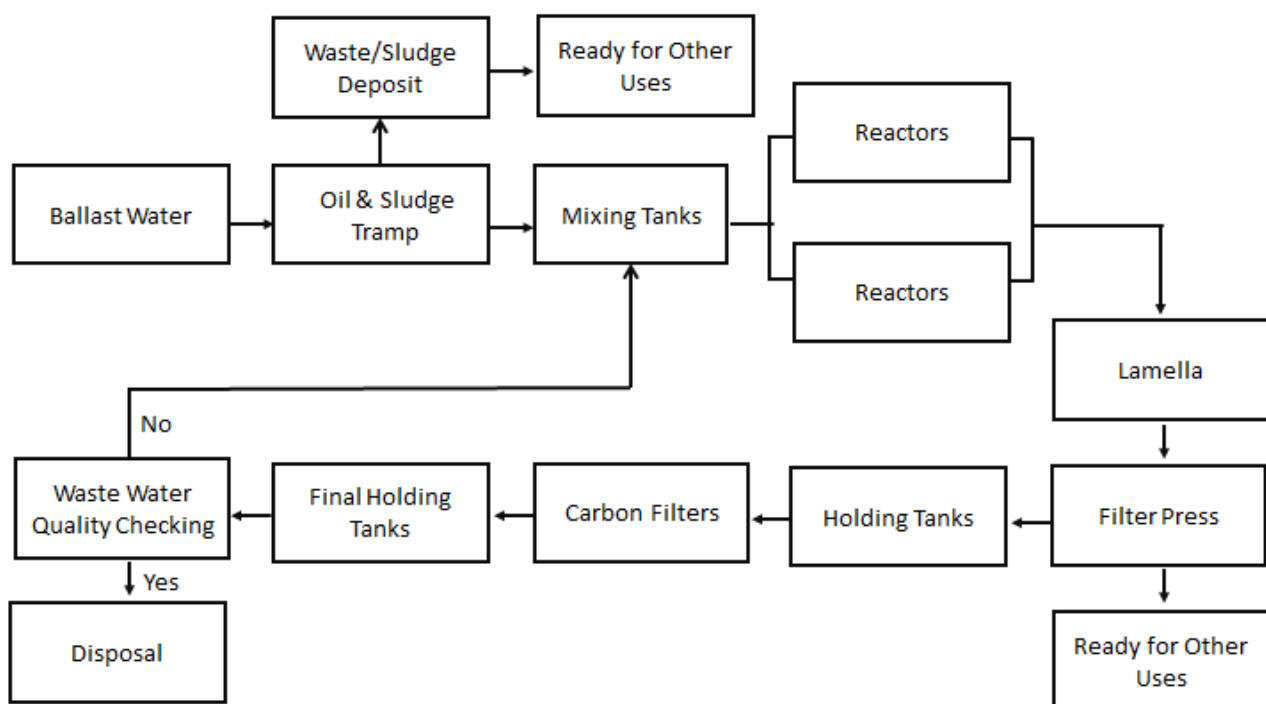 Waste/Sludge
Deposit
Ready for Other
Uses
Reactors
Ballast Water
Oil & Sludge
Tramp
Mixing Tanks
Reactors
Lamella
No
Waste Water
Quality Checking
Final Holding
Tanks
Carbon Filters
Holding Tanks
Filter Press
Yes
Disposal
Ready for Other
Uses